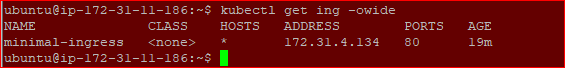 ubuntu@ip-172-31-11-186:~$ kubectl get ing -owide
NAME CLASS HOSTS ADDRESS PORTS AGE
minimal-ingress <none> * 172.31.4.134 80 19m
ubuntu@ip-172-31-11-186:~$